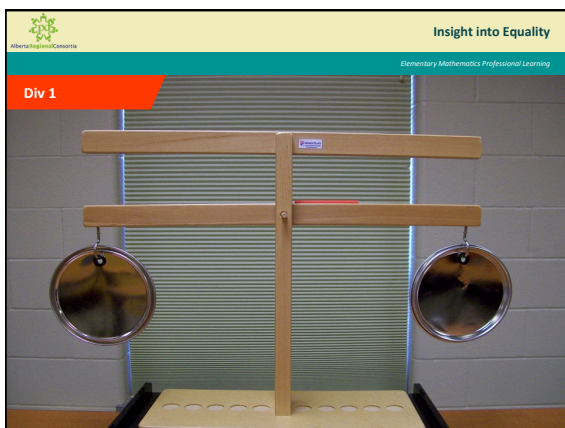 Insight into Equality
AlbertaRegionalConsortia
Elementary Mathematics Professional Learning
Div 1